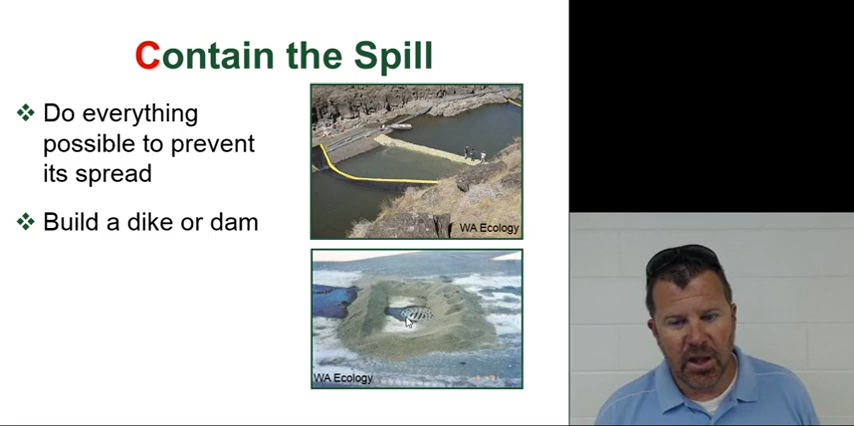 Contain the Spill
Do everything
possible to prevent
its spread
Build a dike or dam
WA Ecology
WA Ecology